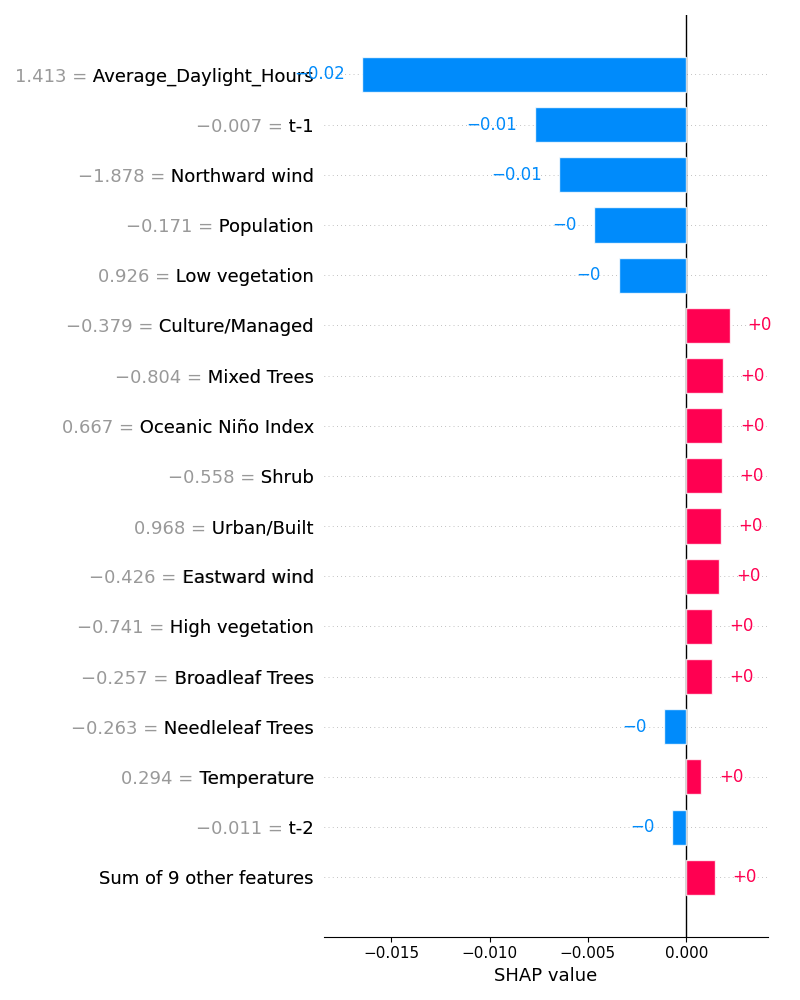 1.413 = Average_Daylight_Hours −0.02
−0.007 = t-1 −0.01
−1.878 = Northward wind −0.01
−0.171 = Population −0
0.926 = Low vegetation −0
−0.379 = Culture/Managed +0
−0.804 = Mixed Trees +0
0.667 = Oceanic Niño Index +0
−0.558 = Shrub +0
0.968 = Urban/Built +0
−0.426 = Eastward wind +0
−0.741 = High vegetation +0
−0.257 = Broadleaf Trees +0
−0.263 = Needleleaf Trees −0
0.294 = Temperature +0
−0.011 = t-2 −0
Sum of 9 other features +0
−0.015 −0.010 −0.005 0.000
SHAP value